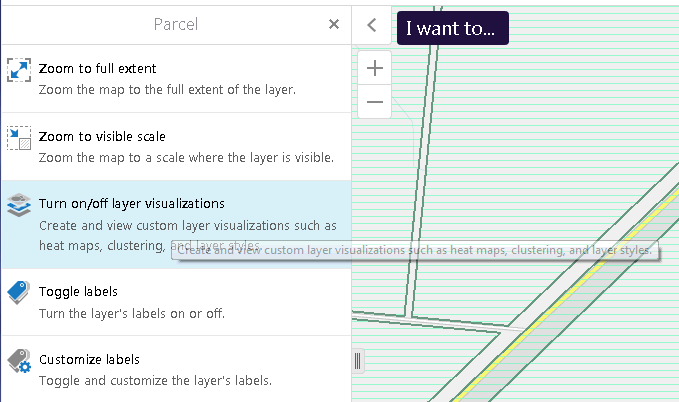 Parcel
I want to...
Zoom to full extent
Zoom the map to the full extent of the layer.
Zoom to visible scale
Zoom the map to a scale where the layer is visible.
Turn on/off layer visualizations
Create and view custom layer visualizations such as
heat maps, clustering, and layer styles.
Create and view custom layer visualizations such as heat maps, clustering, and layer styles.
Toggle labels
Turn the layer's labels on or off.
Customize labels
Toggle and customize the layer's labels.